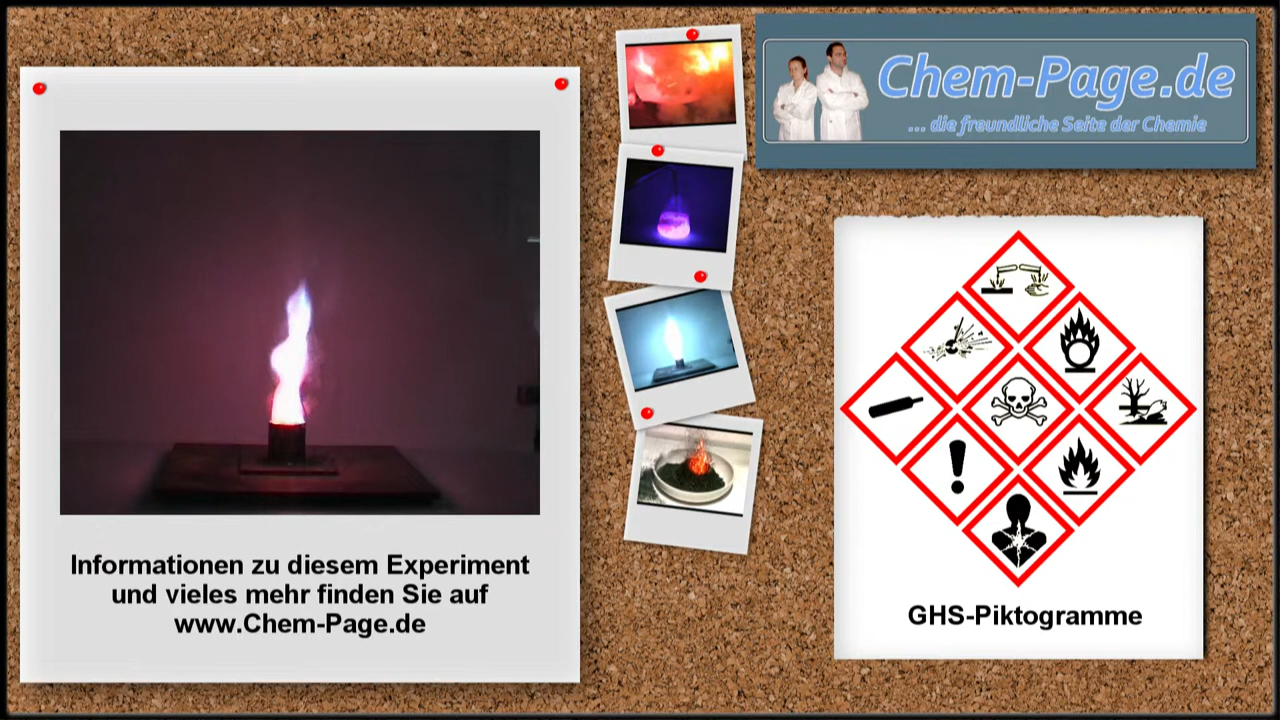 Chem-Page.de
... die freundliche Seite der Chemie
Informationen zu diesem Experiment
und vieles mehr finden Sie auf
www.Chem-Page.de
GHS-Piktogramme